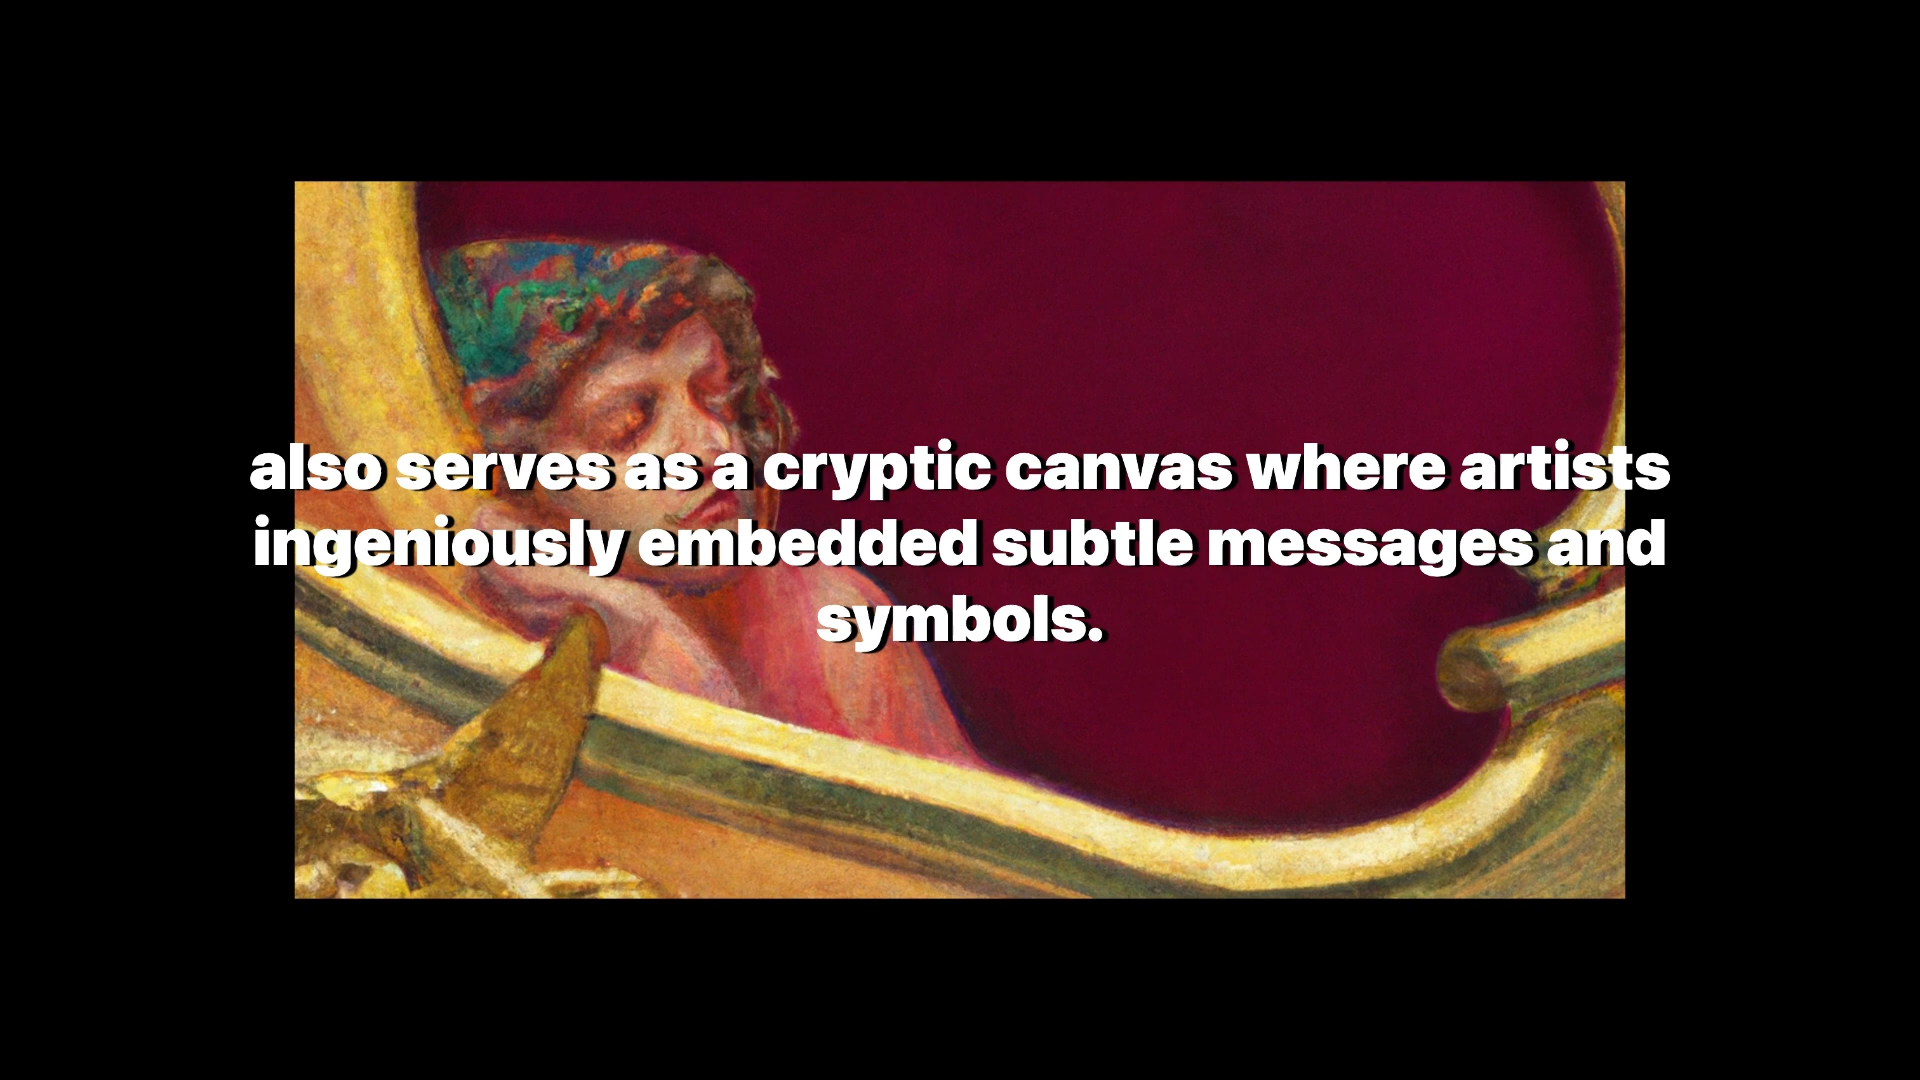 also serves as a cryptic canvas where artists
ingeniously embedded subtle messages and
symbols.